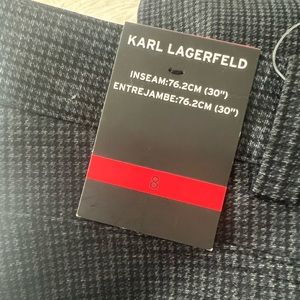 KARL LAGERFELD
INSEAM:76.2CM (30")
ENTREJAMBE:76.2CM (30")
8